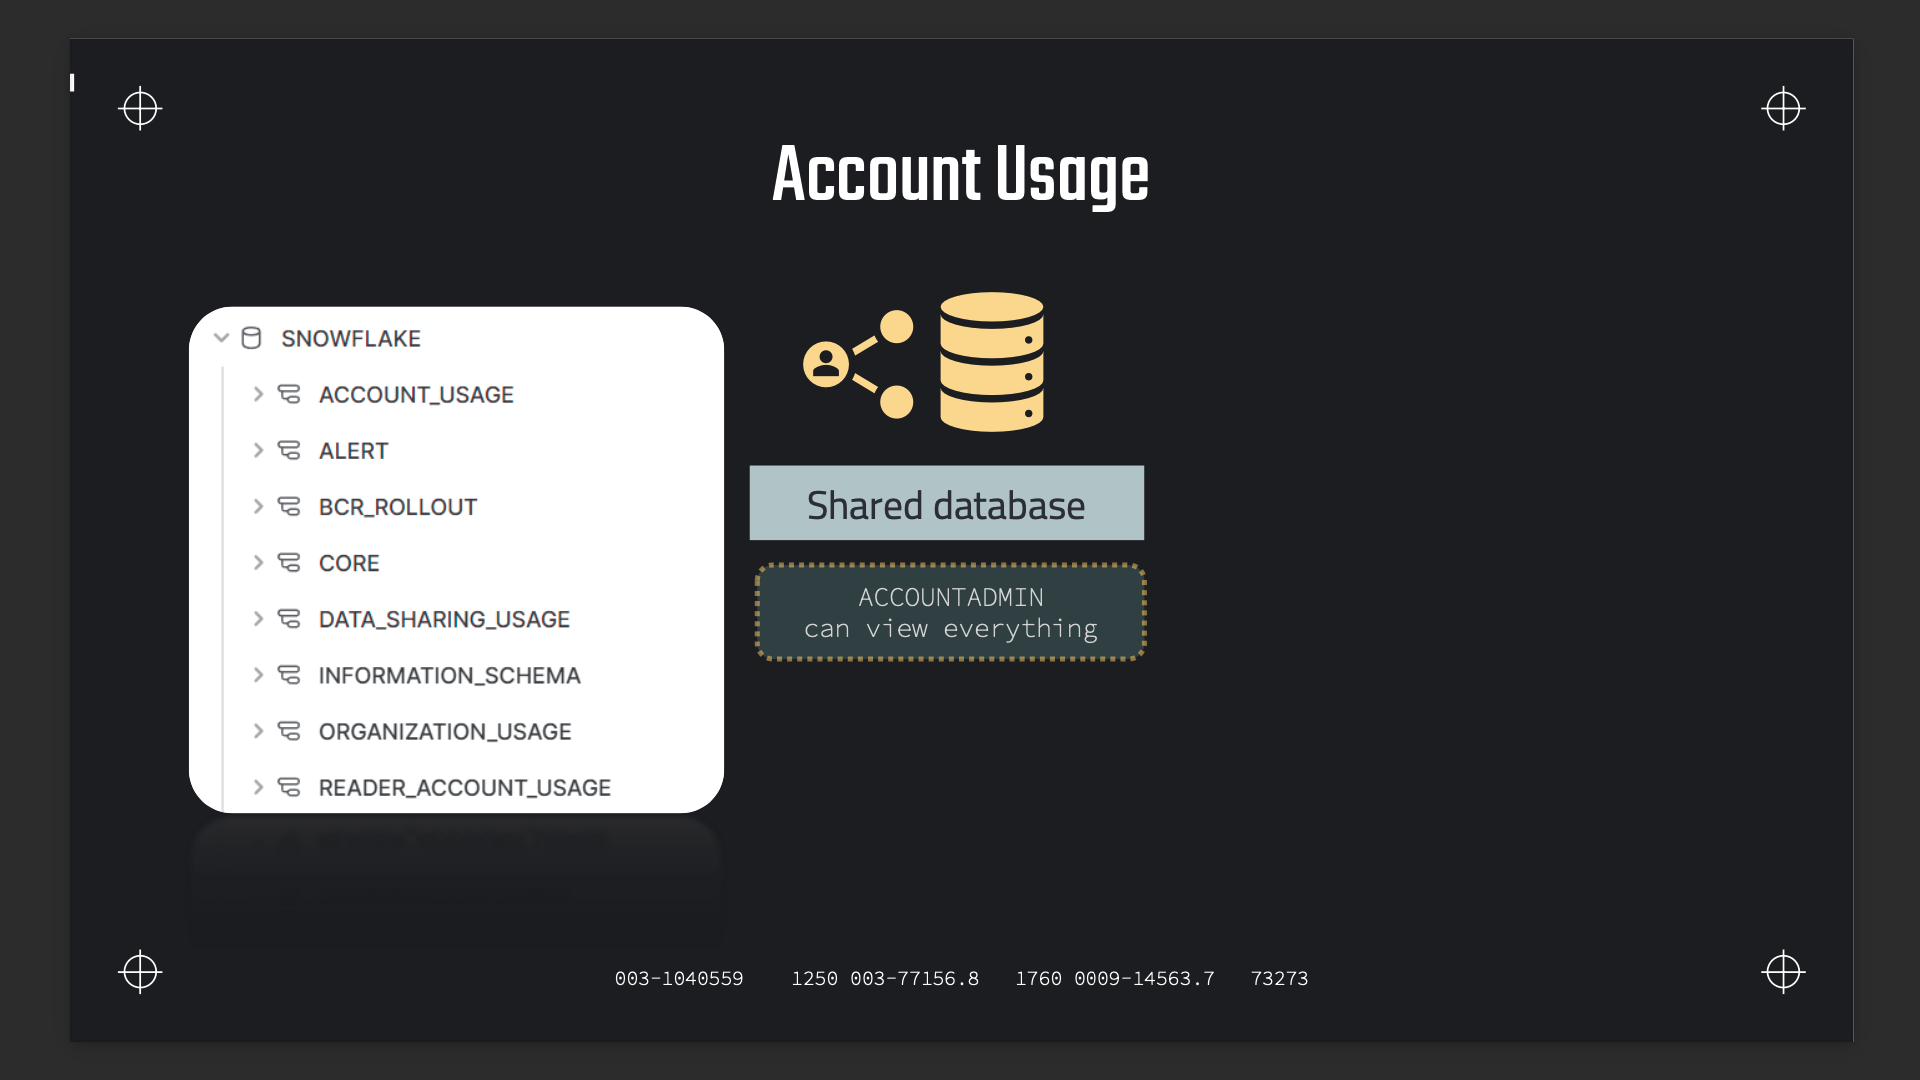 Account Usage
SNOWFLAKE
ACCOUNT_USAGE
ALERT
BCR_ROLLOUT
CORE
DATA_SHARING_USAGE
INFORMATION_SCHEMA
ORGANIZATION_USAGE
READER_ACCOUNT_USAGE
Shared database
ACCOUNTADMIN
can view everything
003-1040559 1250 003-77156.8 1760 0009-14563.7 73273